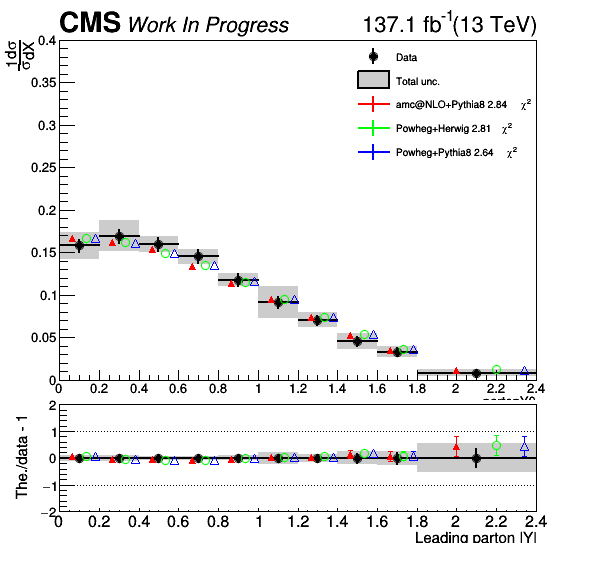 CMS Work In Progress 137.1 fb-1(13 TeV)
1dσ
σdX
Data
Total unc.
amc@NLO+Pythia8 2.84 χ2
Powheg+Herwig 2.81 χ2
Powheg+Pythia8 2.64 χ2
0.4
0.35
0.3
0.25
0.2
0.15
0.1
0.05
0
0 0.2 0.4 0.6 0.8 1 1.2 1.4 1.6 1.8 2 2.2 2.4
The./data - 1
2
1
0
−1
−2
0 0.2 0.4 0.6 0.8 1 1.2 1.4 1.6 1.8 2 2.2 2.4
Leading parton |Y|